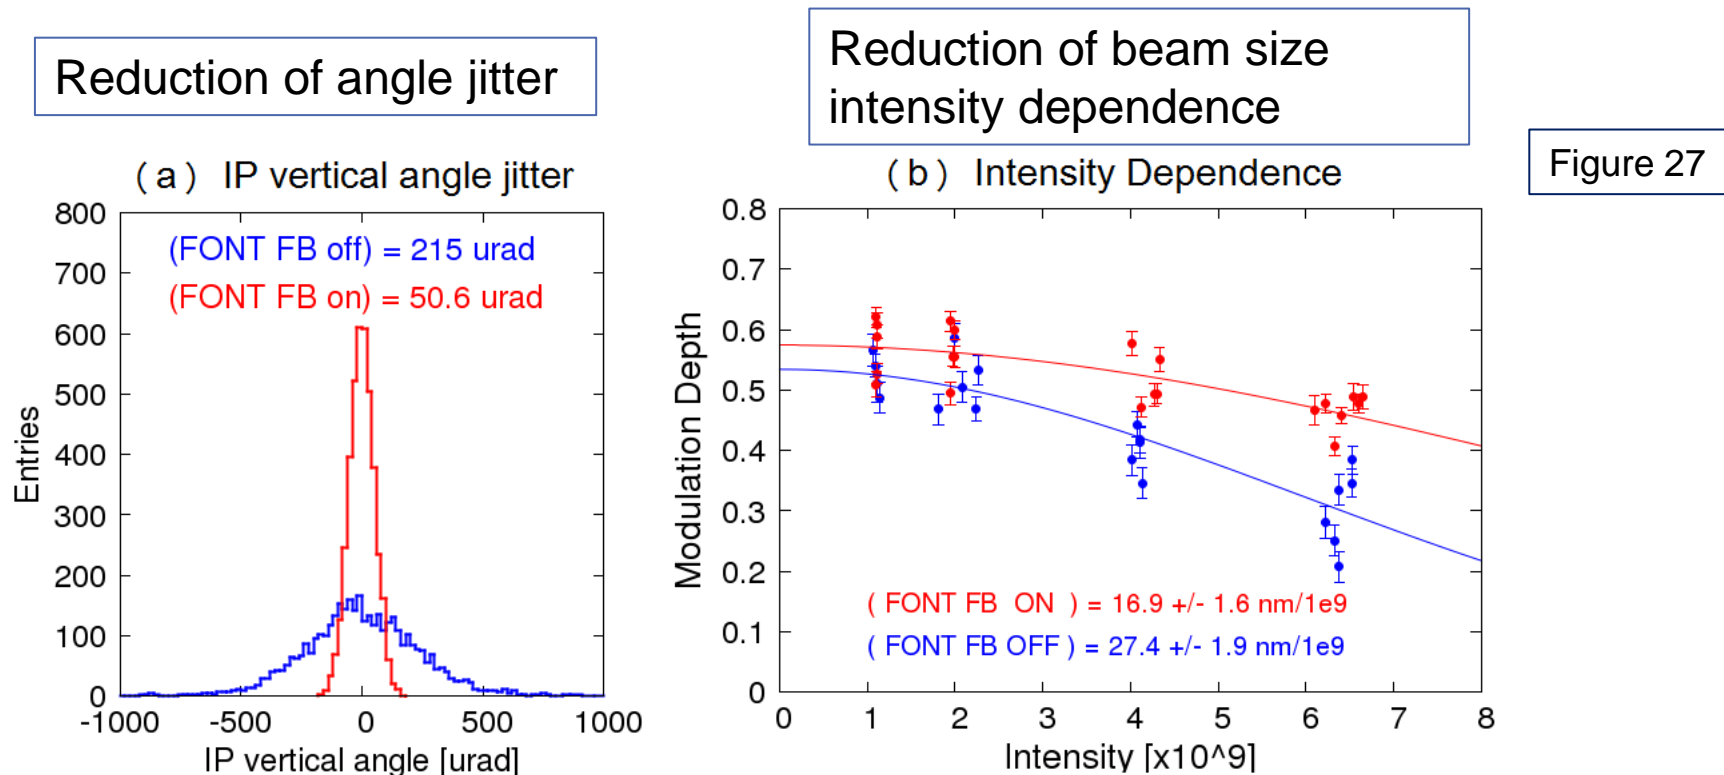 Reduction of angle jitter
Reduction of beam size
intensity dependence
Figure 27
(a) IP vertical angle jitter
800
700
600
500
400
300
200
100
0
Entries
(FONT FB off) = 215 urad
(FONT FB on) = 50.6 urad
-1000 -500 0 500 1000
IP vertical angle [urad]
(b) Intensity Dependence
0.8
0.7
0.6
0.5
0.4
0.3
0.2
0.1
0
Modulation Depth
( FONT FB ON ) = 16.9 +/- 1.6 nm/1e9
( FONT FB OFF ) = 27.4 +/- 1.9 nm/1e9
0 1 2 3 4 5 6 7 8
Intensity [x10^9]